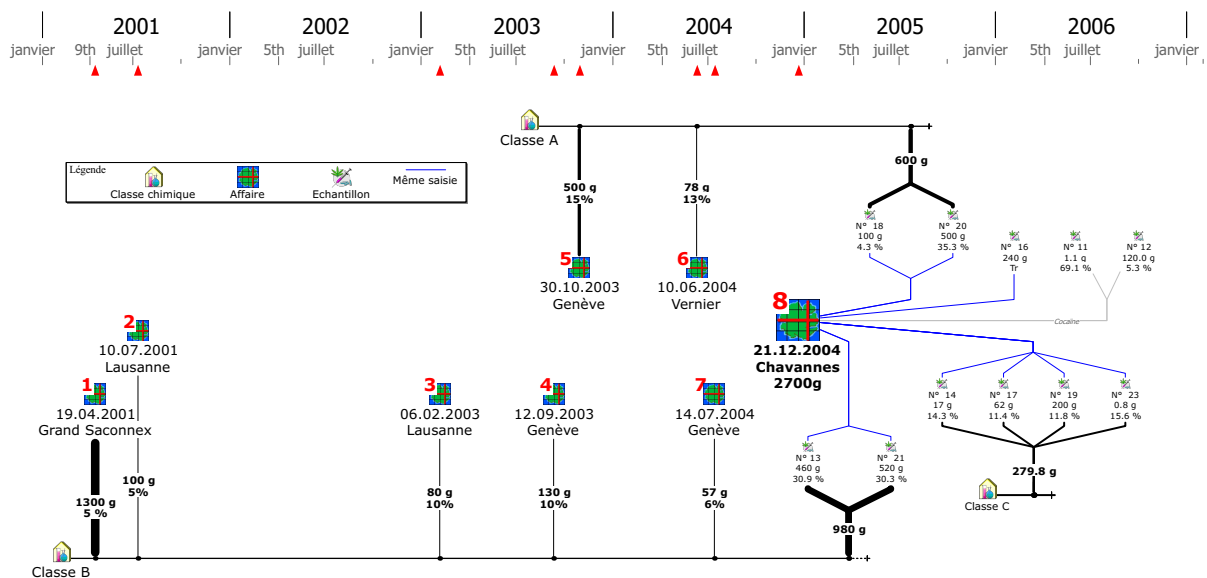 2001 2002 2003 2004 2005 2006
janvier 9th juillet janvier 5th juillet janvier 5th juillet janvier 5th juillet janvier 5th juillet janvier 5th juillet janvier
Classe A
Légende
Classe chimique
Affaire
Echantillon
Même saisie
500 g
15%
78 g
13%
600 g
N° 18
100 g
4.3 %
N° 20
500 g
35.3 %
N° 16
240 g
Tr
N° 11
1.1 g
69.1 %
N° 12
120.0 g
5.3 %
5
30.10.2003
Genève
6
10.06.2004
Vernier
8
21.12.2004
Chavannes
2700g
Cocaïne
2
10.07.2001
Lausanne
1
19.04.2001
Grand Saconnex
3
06.02.2003
Lausanne
4
12.09.2003
Genève
7
14.07.2004
Genève
N° 14
17 g
14.3 %
N° 17
62 g
11.4 %
N° 19
200 g
11.8 %
N° 23
0.8 g
15.6 %
N° 13
460 g
30.9 %
N° 21
520 g
30.3 %
279.8 g
Classe C
1300 g
5 %
100 g
5%
80 g
10%
130 g
10%
57 g
6%
980 g
Classe B